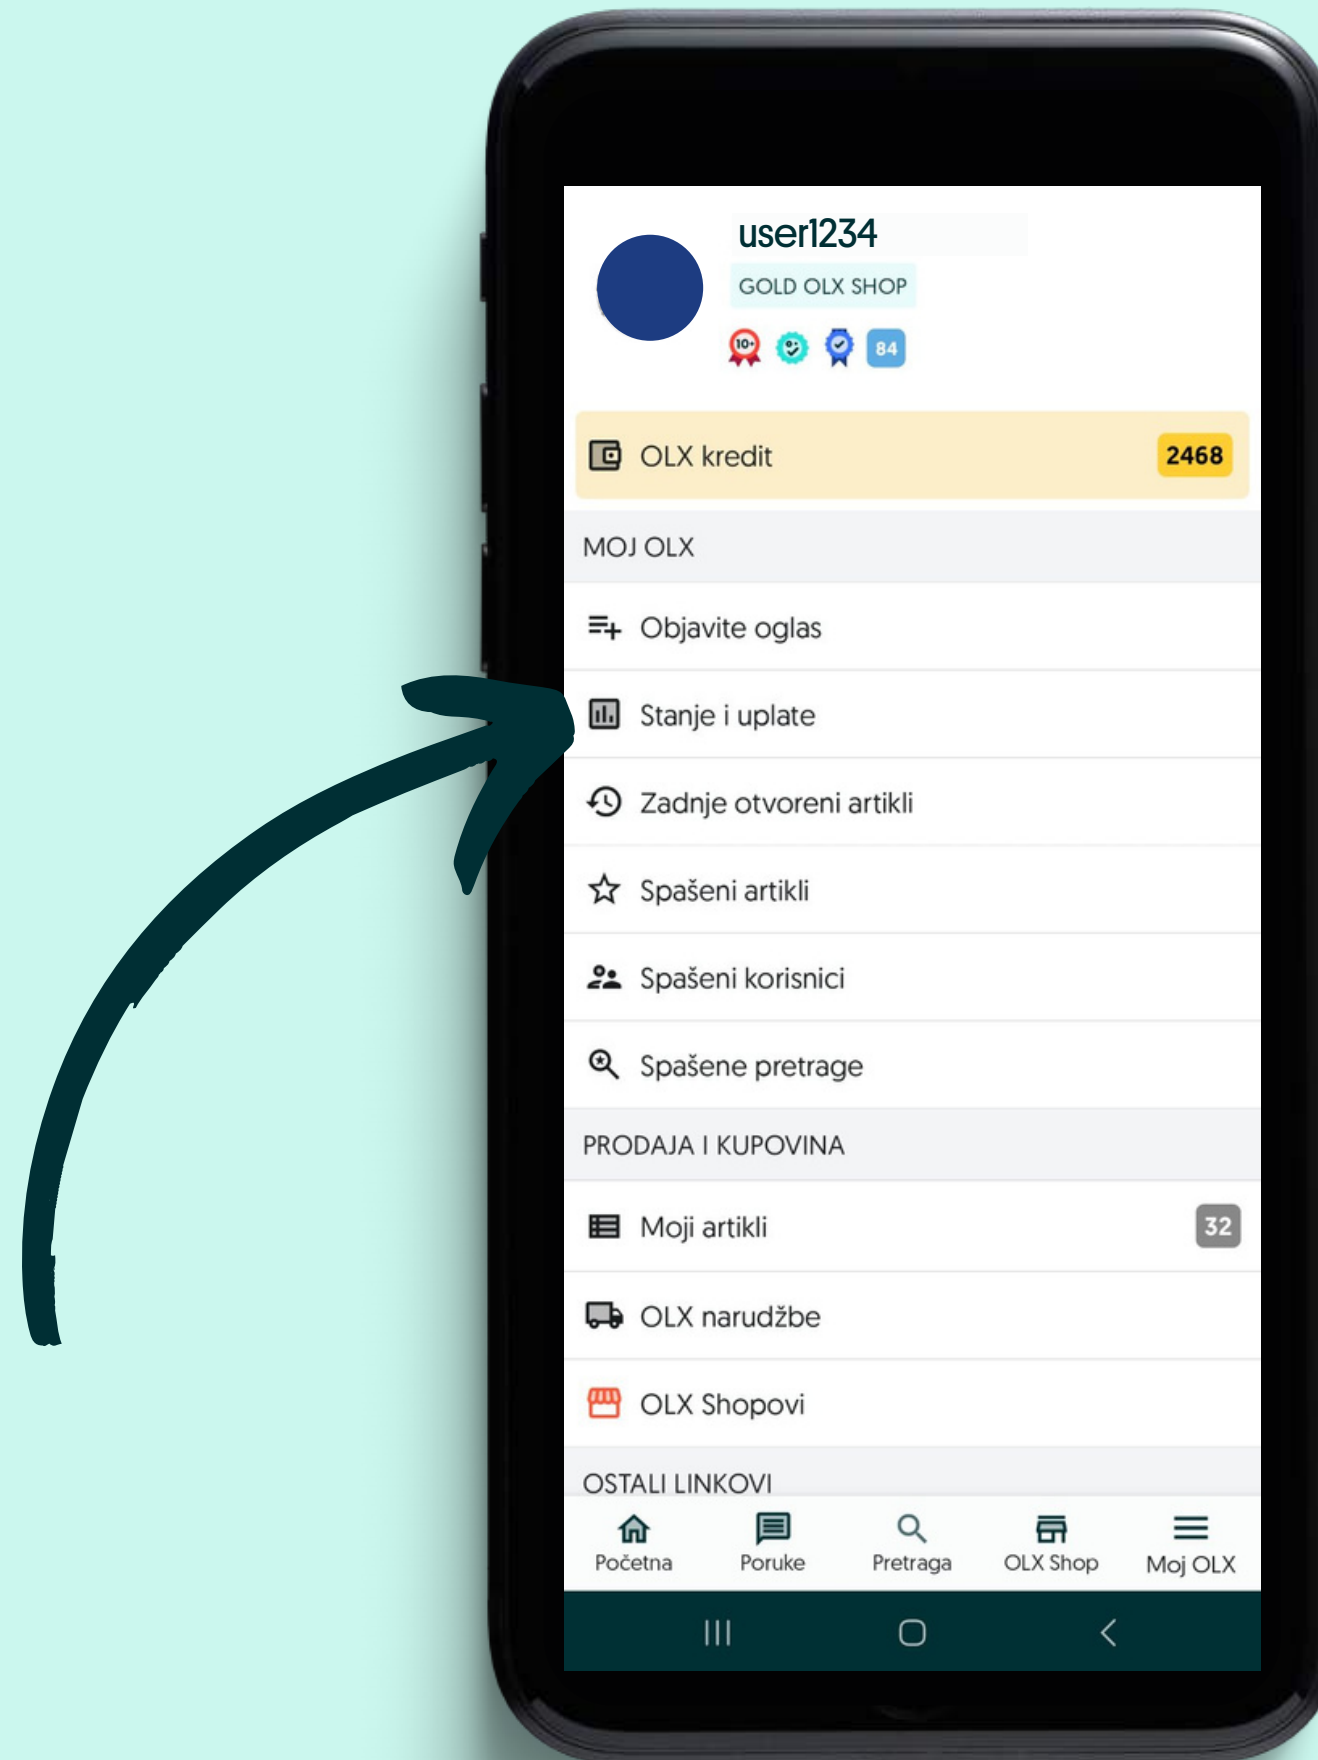 user1234
GOLD OLX SHOP
10+
84
OLX kredit
2468
MOJ OLX
Objavite oglas
Stanje i uplate
Zadnje otvoreni artikli
Spašeni artikli
Spašeni korisnici
Spašene pretrage
PRODAJA I KUPOVINA
Moji artikli
32
OLX narudžbe
OLX Shopovi
OSTALI LINKOVI
Početna
Poruke
Pretraga
OLX Shop
Moj OLX